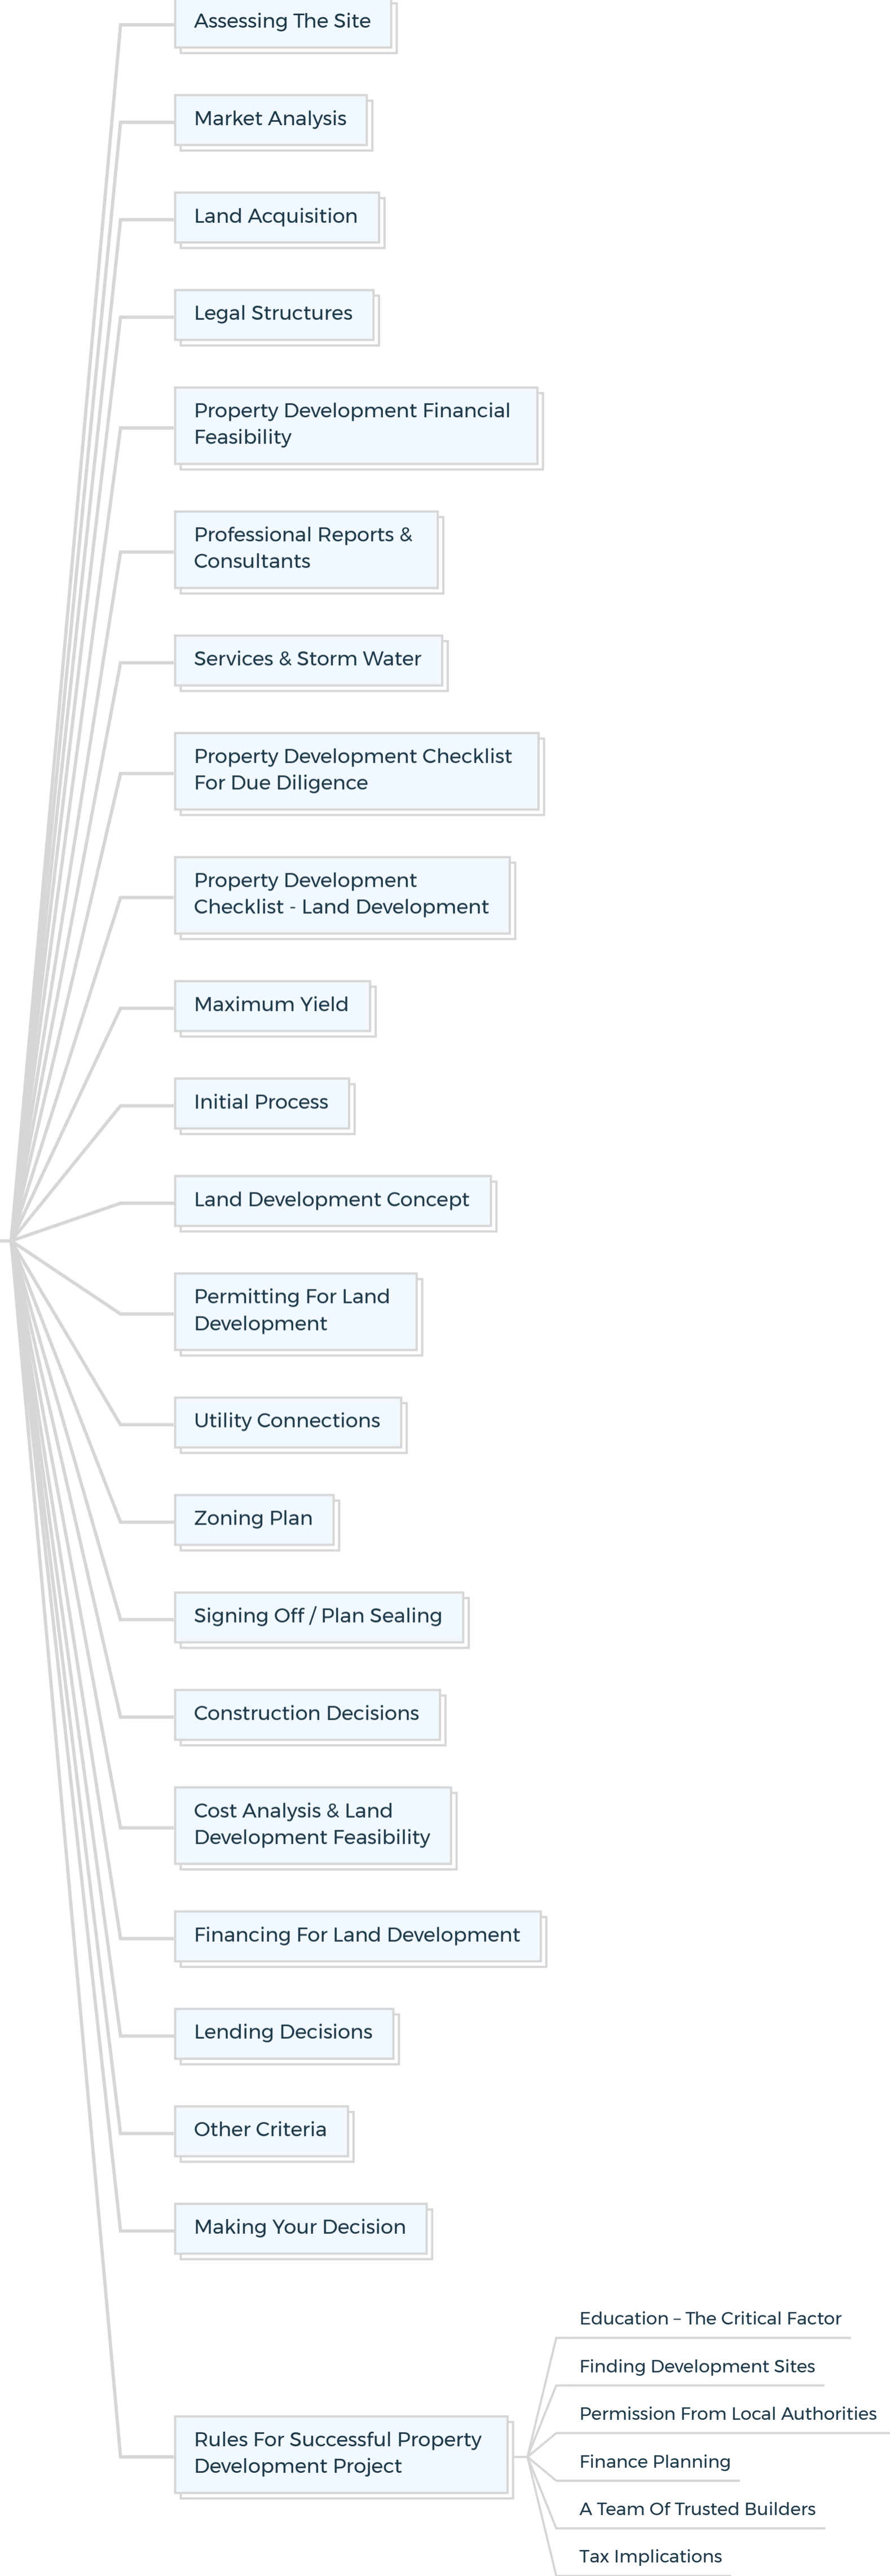 Assessing The Site
Market Analysis
Land Acquisition
Legal Structures
Property Development Financial
Feasibility
Professional Reports &
Consultants
Services & Storm Water
Property Development Checklist
For Due Diligence
Property Development
Checklist - Land Development
Maximum Yield
Initial Process
Land Development Concept
Permitting For Land
Development
Utility Connections
Zoning Plan
Signing Off / Plan Sealing
Construction Decisions
Cost Analysis & Land
Development Feasibility
Financing For Land Development
Lending Decisions
Other Criteria
Making Your Decision
Rules For Successful Property
Development Project
Education – The Critical Factor
Finding Development Sites
Permission From Local Authorities
Finance Planning
A Team Of Trusted Builders
Tax Implications